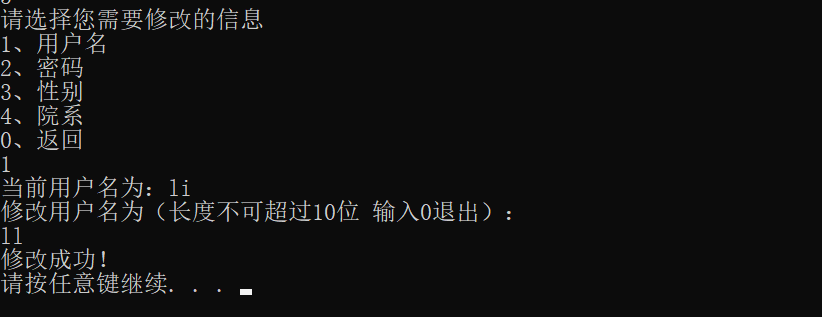 请选择您需要修改的信息
1、用户名
2、密码
3、性别
4、院系
0、返回
1
当前用户名为：li
修改用户名为（长度不可超过10位 输入0退出）：
ll
修改成功！
请按任意键继续. . .